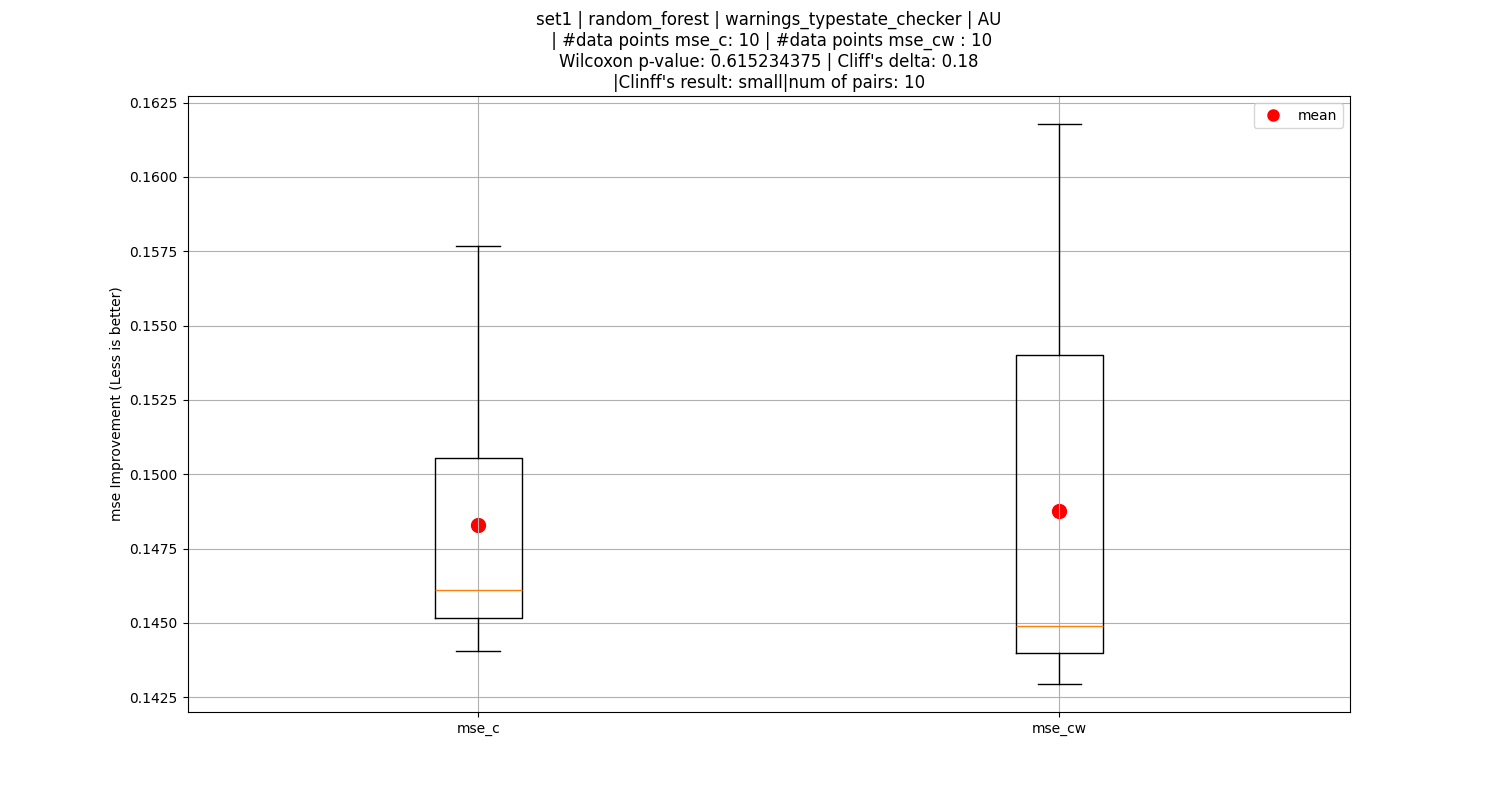 set1 | random_forest | warnings_typestate_checker | AU
| #data points mse_c: 10 | #data points mse_cw : 10
Wilcoxon p-value: 0.615234375 | Cliff's delta: 0.18
|Clinff's result: small|num of pairs: 10
mean
mse Improvement (Less is better)
0.1625
0.1600
0.1575
0.1550
0.1525
0.1500
0.1475
0.1450
0.1425
mse_c
mse_cw